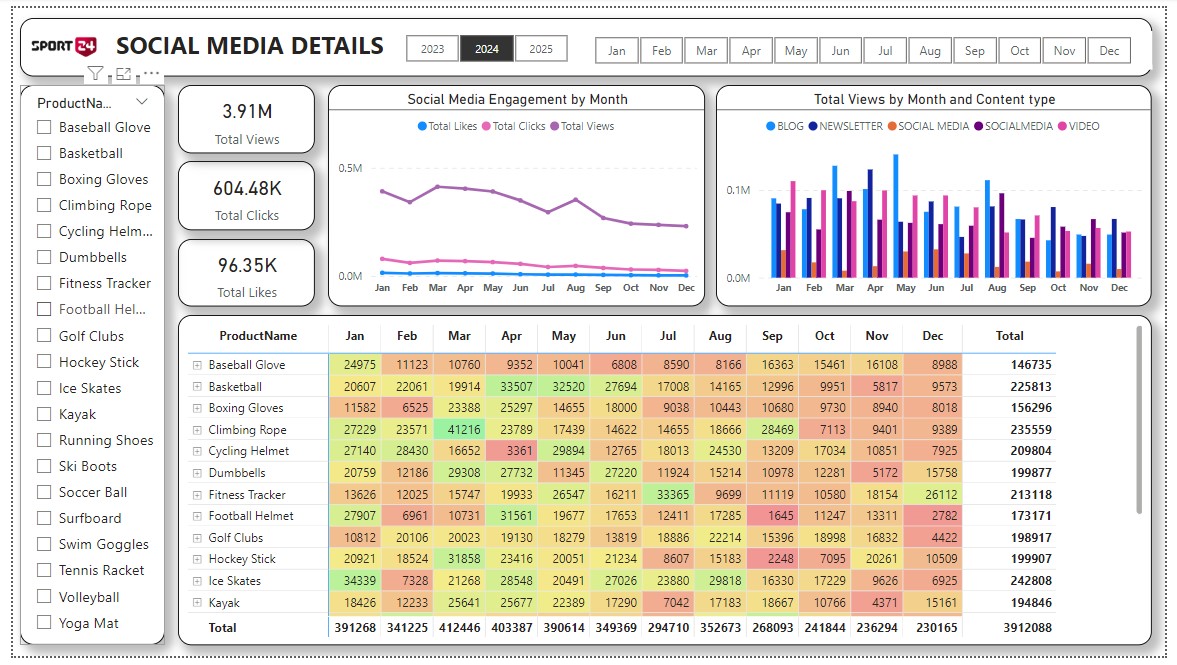 SPORT 24 SOCIAL MEDIA DETAILS 2023 2024 2025 Jan Feb Mar Apr May Jun Jul Aug Sep Oct Nov Dec
ProductNa...
Baseball Glove
Basketball
Boxing Gloves
Climbing Rope
Cycling Helm...
Dumbbells
Fitness Tracker
Football Hel...
Golf Clubs
Hockey Stick
Ice Skates
Kayak
Running Shoes
Ski Boots
Soccer Ball
Surfboard
Swim Goggles
Tennis Racket
Volleyball
Yoga Mat
3.91M
Total Views
604.48K
Total Clicks
96.35K
Total Likes
Social Media Engagement by Month
Total Likes Total Clicks Total Views
0.5M
0.0M
Jan Feb Mar Apr May Jun Jul Aug Sep Oct Nov Dec
Total Views by Month and Content type
BLOG NEWSLETTER SOCIAL MEDIA SOCIALMEDIA VIDEO
0.1M
0.0M
Jan Feb Mar Apr May Jun Jul Aug Sep Oct Nov Dec
ProductName Jan Feb Mar Apr May Jun Jul Aug Sep Oct Nov Dec Total
Baseball Glove 24975 11123 10760 9352 10041 6808 8590 8166 16363 15461 16108 8988 146735
Basketball 20607 22061 19914 33507 32520 27694 17008 14165 12996 9951 5817 9573 225813
Boxing Gloves 11582 6525 23388 25297 14655 18000 9038 10443 10680 9730 8940 8018 156296
Climbing Rope 27229 23571 41216 23789 17439 14622 14655 18666 28469 7113 9401 9389 235559
Cycling Helmet 27140 28430 16652 3361 29894 12765 18013 24530 13209 17034 10851 7925 209804
Dumbbells 20759 12186 29308 27732 11345 27220 11924 15214 10978 12281 5172 15758 199877
Fitness Tracker 13626 12025 15747 19933 26547 16211 33365 9699 11119 10580 18154 26112 213118
Football Helmet 27907 6961 10731 31561 19677 17653 12411 17285 1645 11247 13311 2782 173171
Golf Clubs 10812 20106 20023 19130 18279 13819 18886 22214 15396 18998 16832 4422 198917
Hockey Stick 20921 18524 31858 23416 20051 21234 8607 15183 2248 7095 20261 10509 199907
Ice Skates 34339 7328 21268 28548 20491 27026 23880 29818 16330 17229 9626 6925 242808
Kayak 18426 12233 25641 25677 22389 17290 7042 17183 18667 10766 4371 15161 194846
Total 391268 341225 412446 403387 390614 349369 294710 352673 268093 241844 236294 230165 3912088